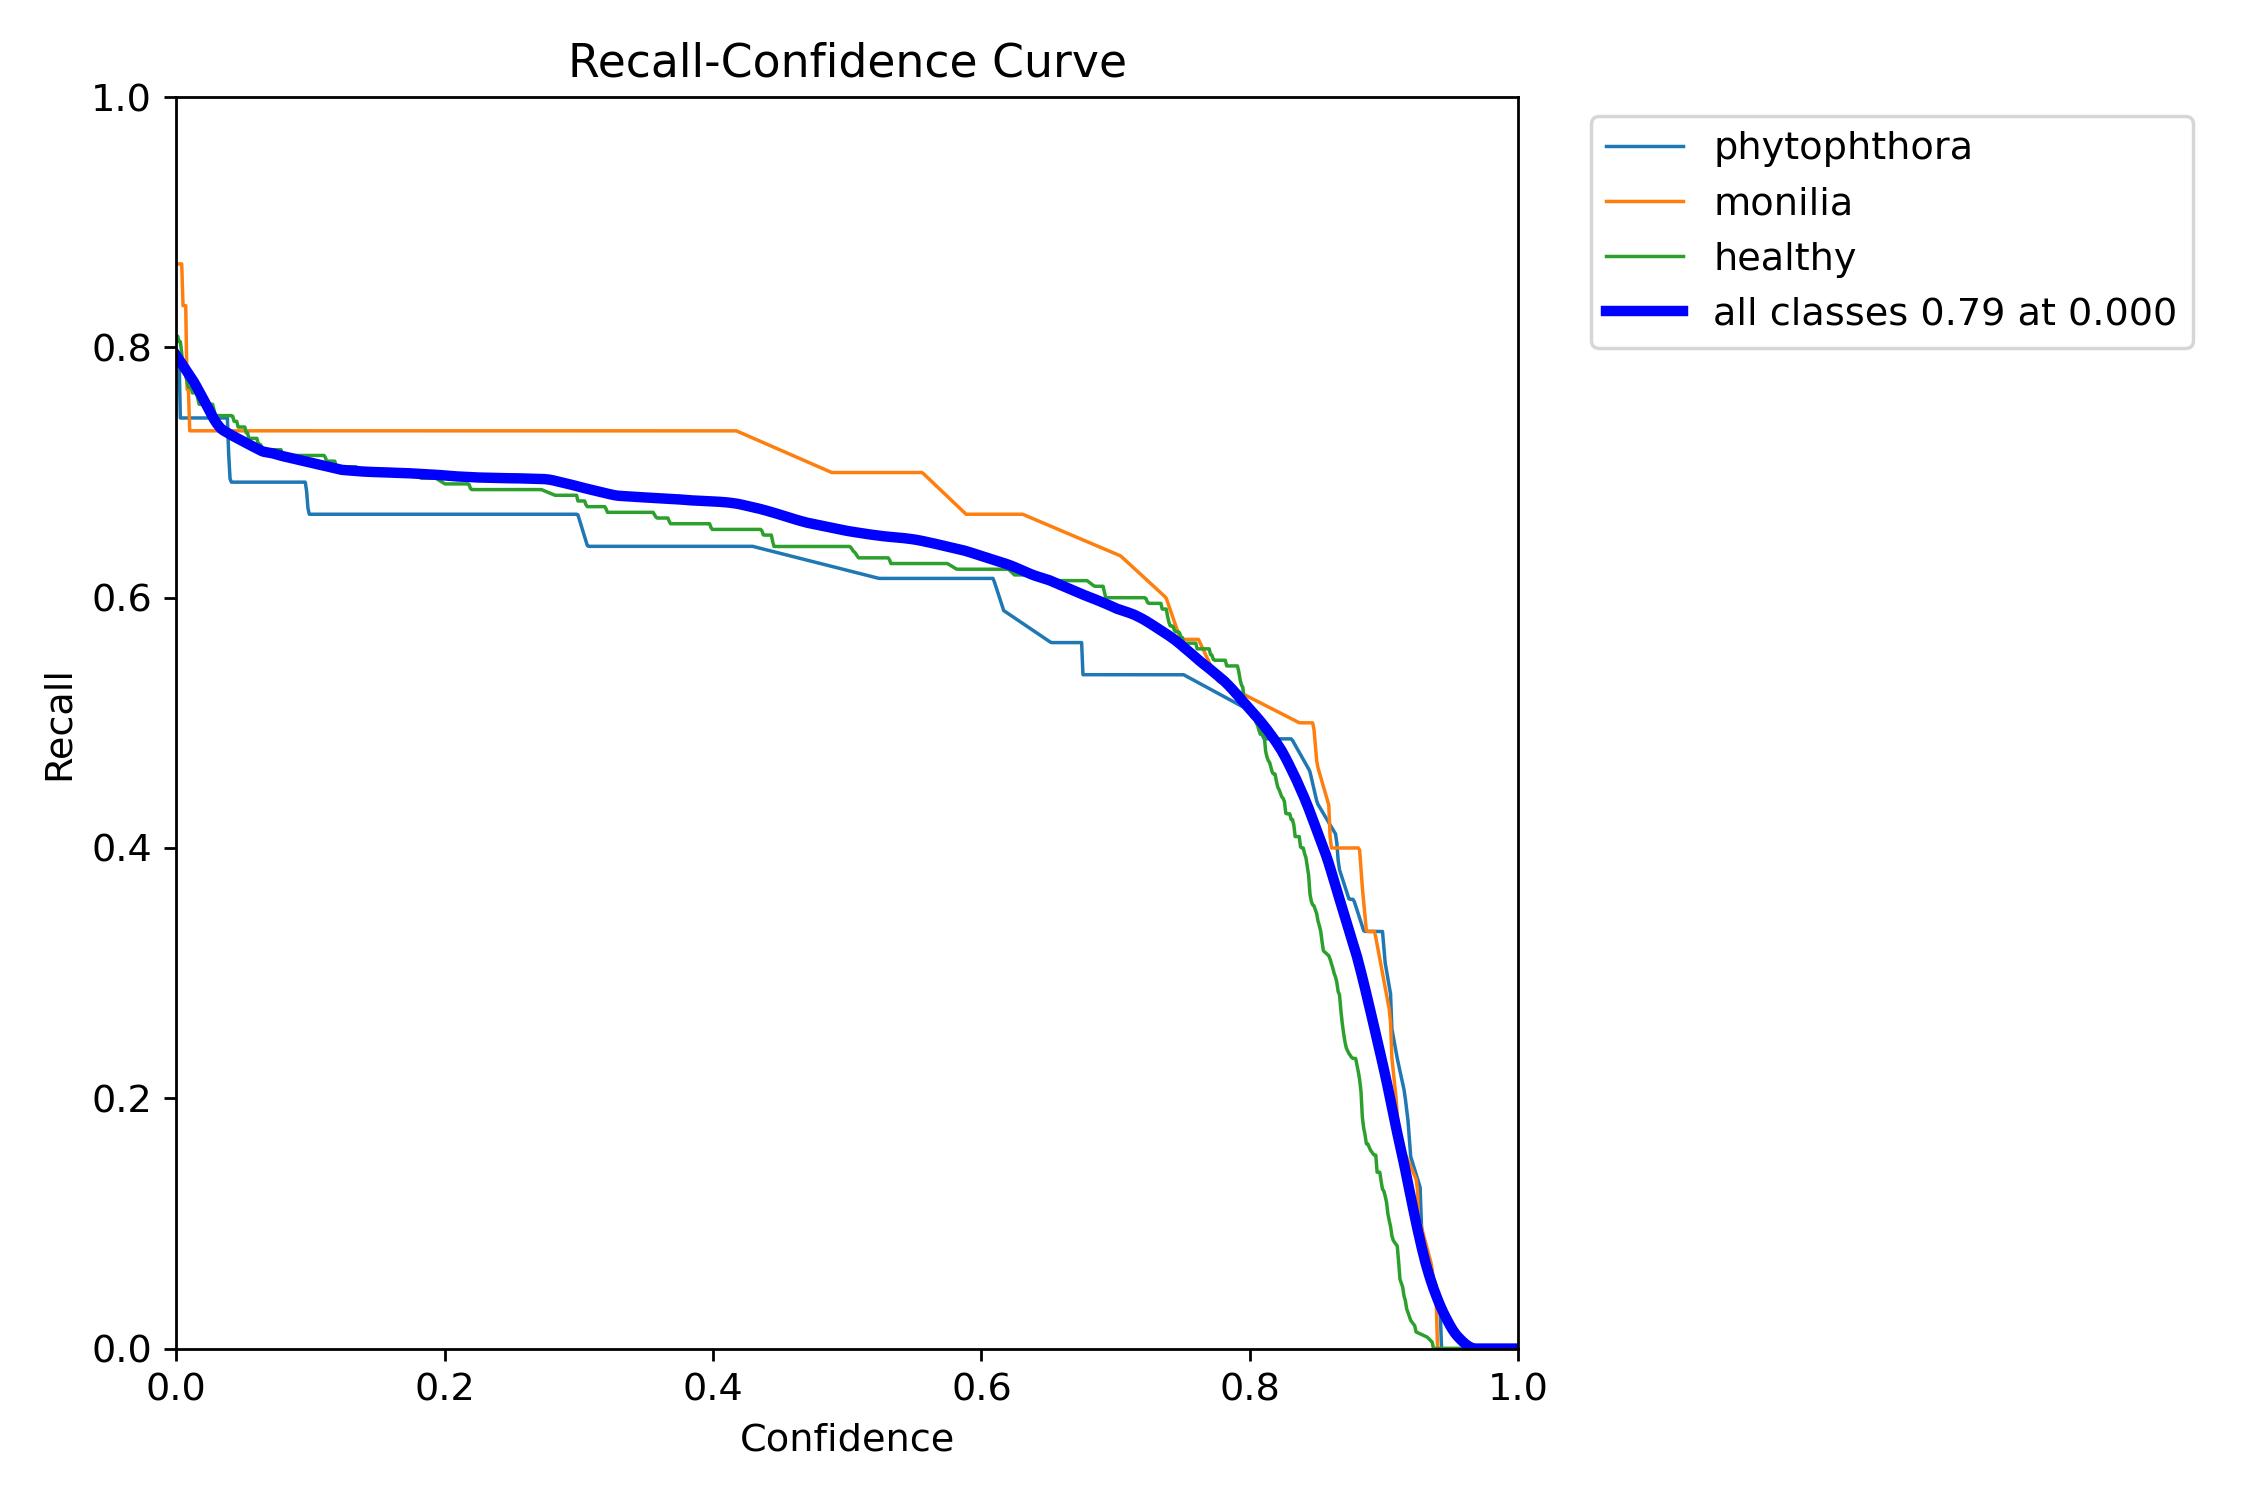 Recall-Confidence Curve
1.0
0.8
0.6
0.4
0.2
0.0
Recall
0.0 0.2 0.4 0.6 0.8 1.0
Confidence
phytophthora
monilia
healthy
all classes 0.79 at 0.000